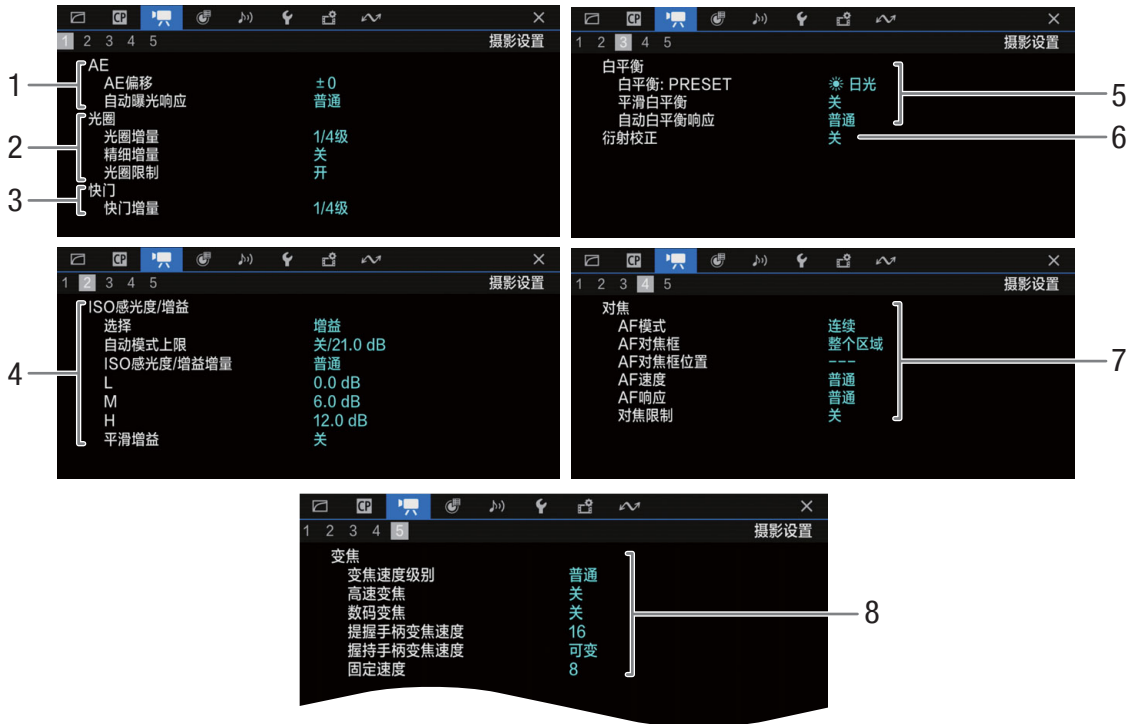 CP
1 2 3 4 5
摄影设置
1
AE
AE偏移 ±0
自动曝光响应 普通
2
光圈
光圈增量 1/4级
精细增量 关
光圈限制 开
3
快门
快门增量 1/4级
CP
1 2 3 4 5
摄影设置
白平衡
白平衡: PRESET 日光
平滑白平衡 关
自动白平衡响应 普通
5
衍射校正 关
6
CP
1 2 3 4 5
摄影设置
4
ISO感光度/增益
选择 增益
自动模式上限 关/21.0 dB
ISO感光度/增益增量 普通
L 0.0 dB
M 6.0 dB
H 12.0 dB
平滑增益 关
CP
1 2 3 4 5
摄影设置
对焦
AF模式 连续
AF对焦框 整个区域
AF对焦框位置 −−−
AF速度 普通
AF响应 普通
对焦限制 关
7
CP
1 2 3 4 5
摄影设置
变焦
变焦速度级别 普通
高速变焦 关
数码变焦 关
提握手柄变焦速度 16
握持手柄变焦速度 可变
固定速度 8
8